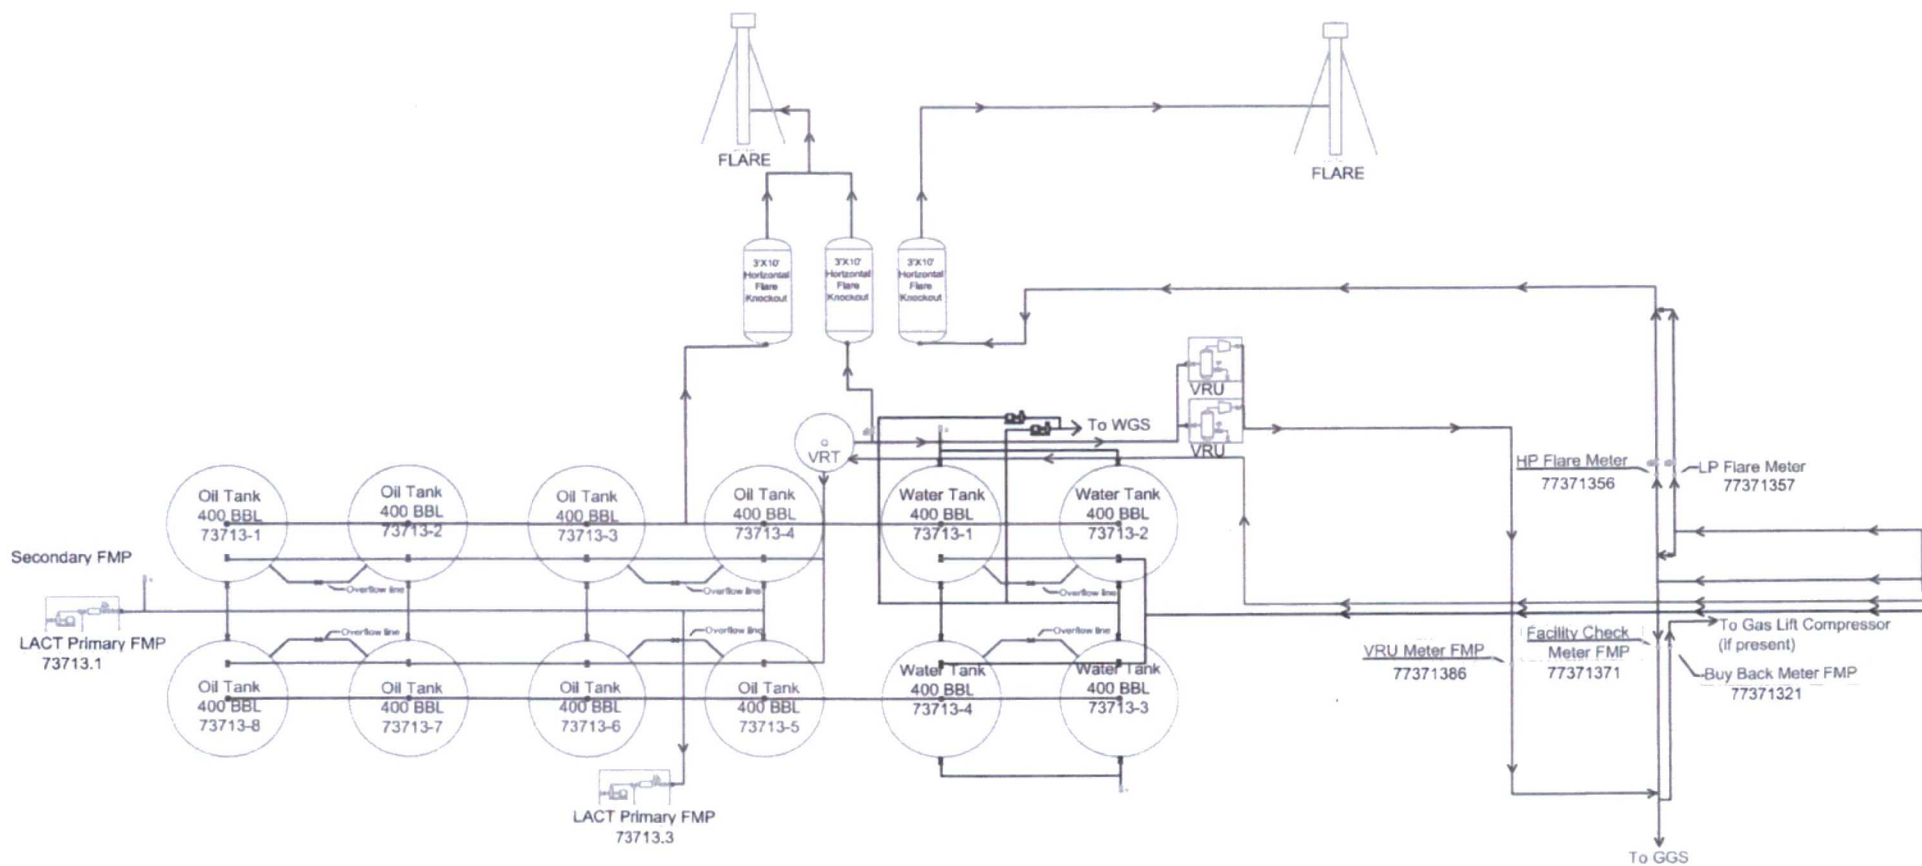 FLARE
FLARE
3'X10'
Horizontal
Flare
Knockout
3'X10'
Horizontal
Flare
Knockout
3'X10'
Horizontal
Flare
Knockout
VRU
VRU
To WGS
VRT
HP Flare Meter
77371356
LP Flare Meter
77371357
Oil Tank
400 BBL
73713-1
Oil Tank
400 BBL
73713-2
Oil Tank
400 BBL
73713-3
Oil Tank
400 BBL
73713-4
Water Tank
400 BBL
73713-1
Water Tank
400 BBL
73713-2
Secondary FMP
Overflow line
Overflow line
Overflow line
LACT Primary FMP
73713.1
Overflow line
Overflow line
Overflow line
To Gas Lift Compressor
(if present)
VRU Meter FMP
77371386
Facility Check
Meter FMP
77371371
Buy Back Meter FMP
77371321
Oil Tank
400 BBL
73713-8
Oil Tank
400 BBL
73713-7
Oil Tank
400 BBL
73713-6
Oil Tank
400 BBL
73713-5
Water Tank
400 BBL
73713-4
Water Tank
400 BBL
73713-3
LACT Primary FMP
73713.3
To GGS